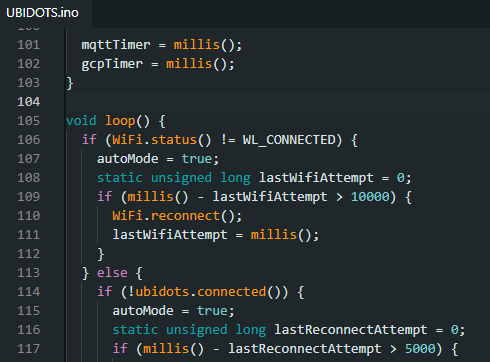 UBIDOTS.ino
101 mqttTimer = millis();
102 gcpTimer = millis();
103 }
104
105 void loop() {
106 if (WiFi.status() != WL_CONNECTED) {
107 autoMode = true;
108 static unsigned long lastWifiAttempt = 0;
109 if (millis() - lastWifiAttempt > 10000) {
110 WiFi.reconnect();
111 lastWifiAttempt = millis();
112 }
113 } else {
114 if (!ubidots.connected()) {
115 autoMode = true;
116 static unsigned long lastReconnectAttempt = 0;
117 if (millis() - lastReconnectAttempt > 5000) {